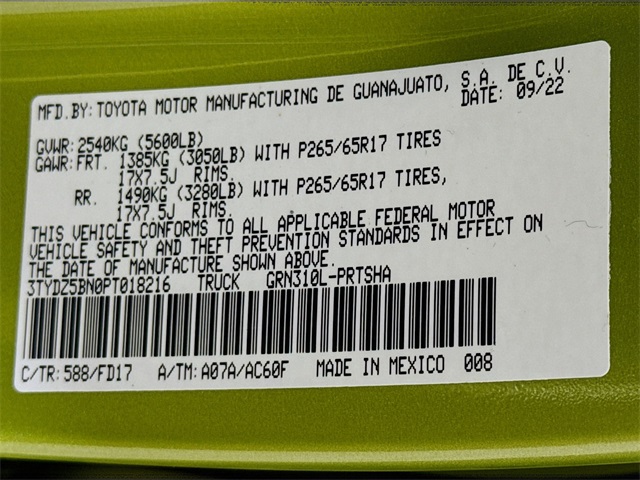 MFD.BY: TOYOTA MOTOR MANUFACTURING DE GUANAJUATO, S.A. DE C.V.
DATE: 09/22
GVWR: 2540KG (5600LB)
GAWR: FRT. 1385KG (3050LB) WITH P265/65R17 TIRES
17X7.5J RIMS.
RR. 1490KG (3280LB) WITH P265/65R17 TIRES,
17X7.5J RIMS.
THIS VEHICLE CONFORMS TO ALL APPLICABLE FEDERAL MOTOR
VEHICLE SAFETY AND THEFT PREVENTION STANDARDS IN EFFECT ON
THE DATE OF MANUFACTURE SHOWN ABOVE.
3TYDZ5BN0PT018216 TRUCK GRN310L-PRTSHA
C/TR: 588/FD17 A/TM: A07A/AC60F MADE IN MEXICO 008